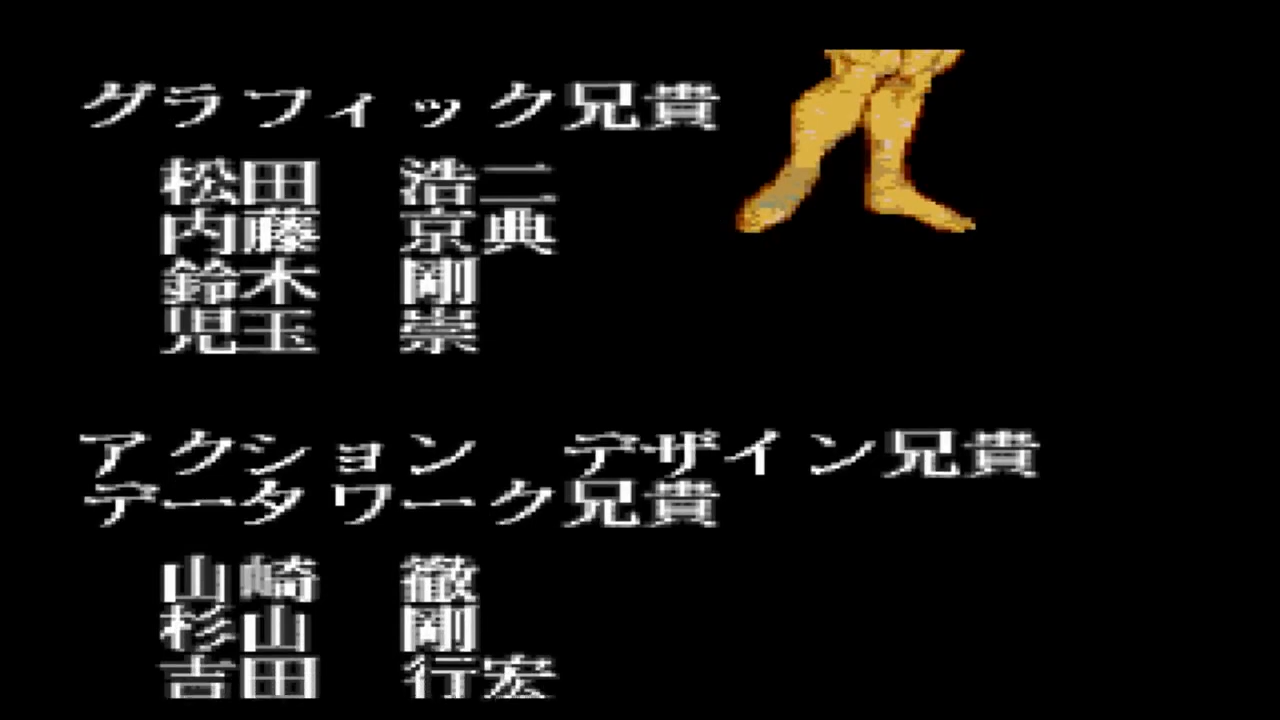 グラフィック兄貴
松田 浩二
内藤 京典
鈴木 剛
児玉 崇
アクション デザイン兄貴
データワーク兄貴
山崎 徹
杉山 剛
吉田 行宏